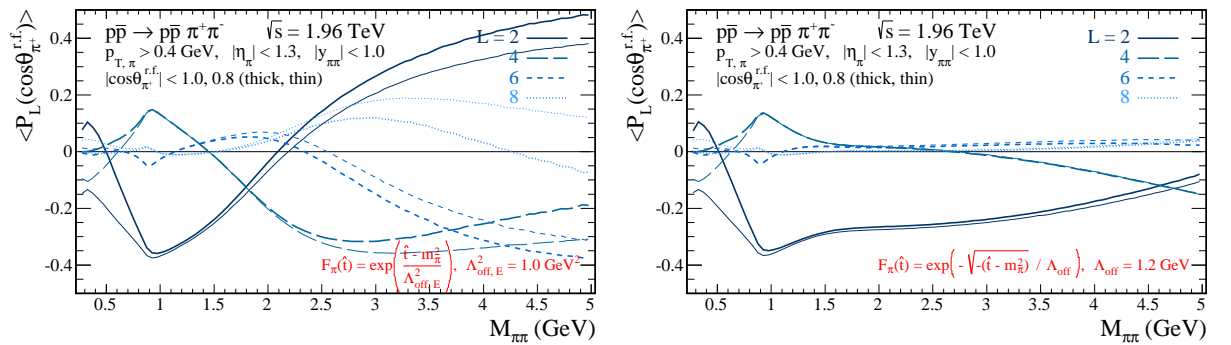 pp̅ → pp̅ π⁺π⁻ √s = 1.96 TeV
p_T, π > 0.4 GeV, |η_π| < 1.3, |y_ππ| < 1.0
|cosθ_π⁺^r.f.| < 1.0, 0.8 (thick, thin)
L = 2
4
6
8
<P_L(cosθ_π⁺^r.f.)>
0.4
0.2
0
-0.2
-0.4
F_π(t̂) = exp( (t̂ - m_π²) / Λ²_off, E ), Λ²_off, E = 1.0 GeV²
0.5 1 1.5 2 2.5 3 3.5 4 4.5 5
M_ππ (GeV)
pp̅ → pp̅ π⁺π⁻ √s = 1.96 TeV
p_T, π > 0.4 GeV, |η_π| < 1.3, |y_ππ| < 1.0
|cosθ_π⁺^r.f.| < 1.0, 0.8 (thick, thin)
L = 2
4
6
8
<P_L(cosθ_π⁺^r.f.)>
0.4
0.2
0
-0.2
-0.4
F_π(t̂) = exp( -√(-(t̂ - m_π²)) / Λ_off ), Λ_off = 1.2 GeV
0.5 1 1.5 2 2.5 3 3.5 4 4.5 5
M_ππ (GeV)